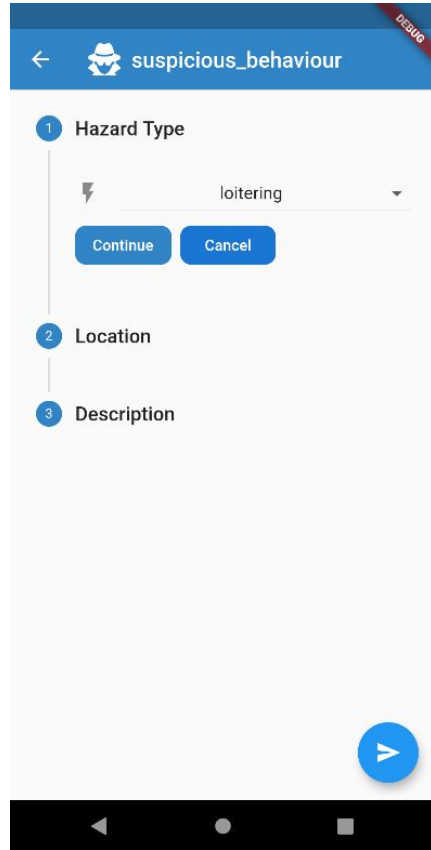 DEBUG
suspicious_behaviour
1 Hazard Type
loitering
Continue Cancel
2 Location
3 Description